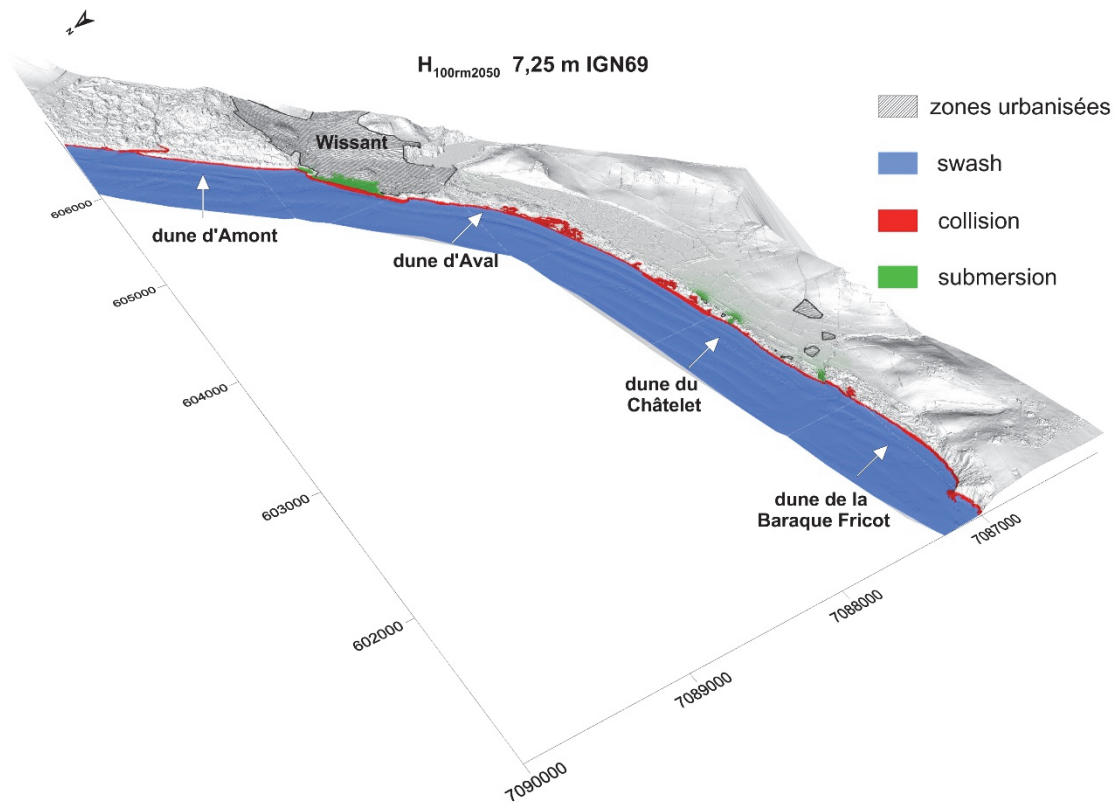 z
H100rm2050 7,25 m IGN69
zones urbanisées
swash
collision
submersion
Wissant
dune d'Amont
dune d'Aval
dune du
Châtelet
dune de la
Baraque Fricot
606000
605000
604000
603000
602000
7090000
7089000
7088000
7087000